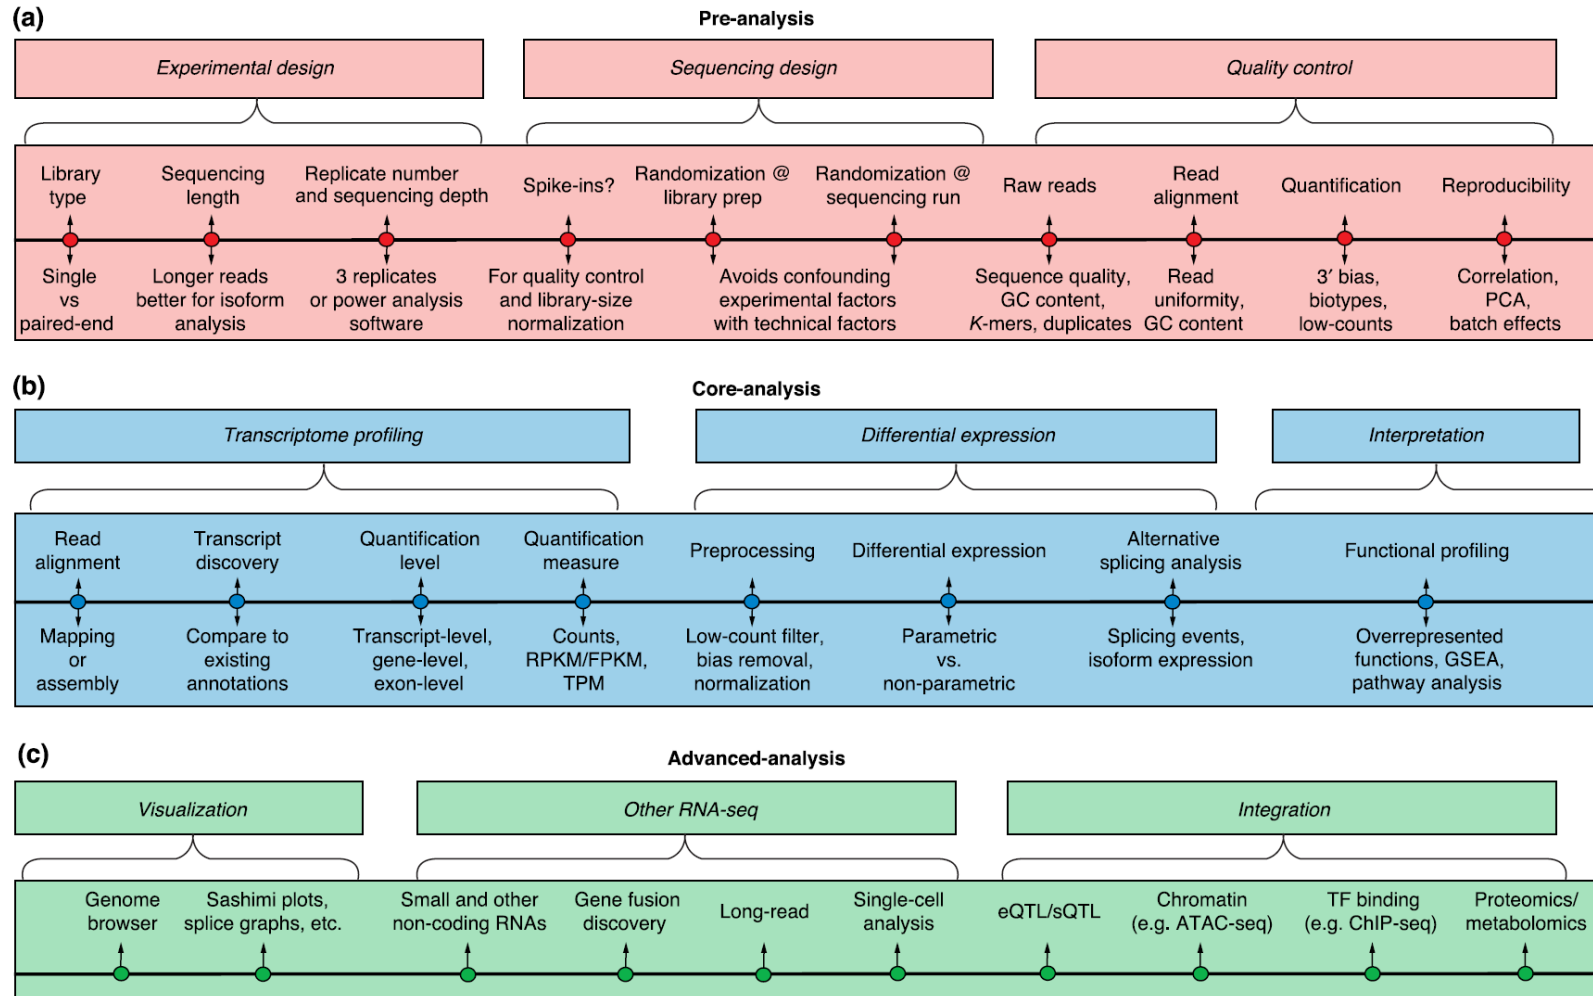 (a)
Pre-analysis
Experimental design
Sequencing design
Quality control
Library
type
Sequencing
length
Replicate number
and sequencing depth
Spike-ins?
Randomization @
library prep
Randomization @
sequencing run
Raw reads
Read
alignment
Quantification
Reproducibility
Single
vs
paired-end
Longer reads
better for isoform
analysis
3 replicates
or power analysis
software
For quality control
and library-size
normalization
Avoids confounding
experimental factors
with technical factors
Sequence quality,
GC content,
K-mers, duplicates
Read
uniformity,
GC content
3′ bias,
biotypes,
low-counts
Correlation,
PCA,
batch effects
(b)
Core-analysis
Transcriptome profiling
Differential expression
Interpretation
Read
alignment
Transcript
discovery
Quantification
level
Quantification
measure
Preprocessing
Differential expression
Alternative
splicing analysis
Functional profiling
Mapping
or
assembly
Compare to
existing
annotations
Transcript-level,
gene-level,
exon-level
Counts,
RPKM/FPKM,
TPM
Low-count filter,
bias removal,
normalization
Parametric
vs.
non-parametric
Splicing events,
isoform expression
Overrepresented
functions, GSEA,
pathway analysis
(c)
Advanced-analysis
Visualization
Other RNA-seq
Integration
Genome
browser
Sashimi plots,
splice graphs, etc.
Small and other
non-coding RNAs
Gene fusion
discovery
Long-read
Single-cell
analysis
eQTL/sQTL
Chromatin
(e.g. ATAC-seq)
TF binding
(e.g. ChIP-seq)
Proteomics/
metabolomics